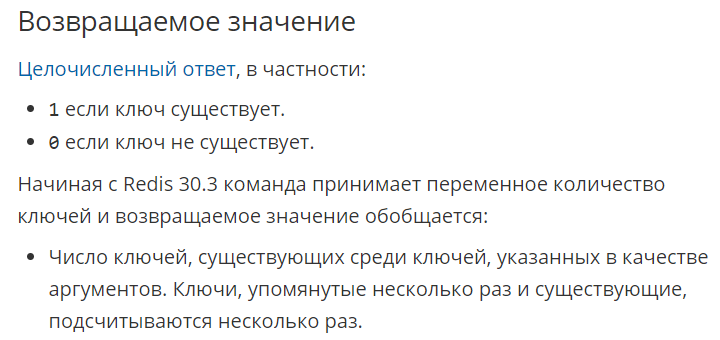 Возвращаемое значение
Целочисленный ответ, в частности:
• 1 если ключ существует.
• 0 если ключ не существует.
Начиная с Redis 30.3 команда принимает переменное количество
ключей и возвращаемое значение обобщается:
• Число ключей, существующих среди ключей, указанных в качестве
аргументов. Ключи, упомянутые несколько раз и существующие,
подсчитываются несколько раз.